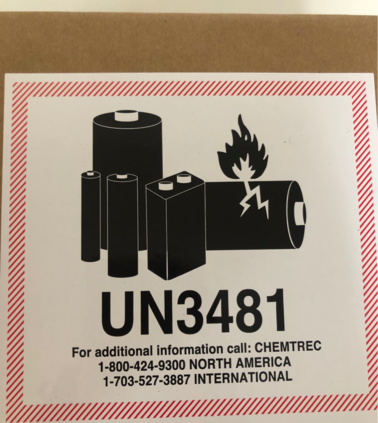 UN3481
For additional information call: CHEMTREC
1-800-424-9300 NORTH AMERICA
1-703-527-3887 INTERNATIONAL